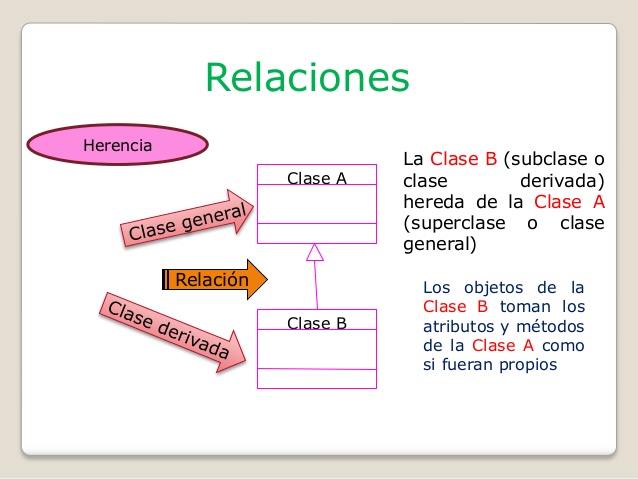 Relaciones
Herencia
Clase A
Clase general
Relación
Clase derivada
Clase B
La Clase B (subclase o
clase derivada)
hereda de la Clase A
(superclase o clase
general)
Los objetos de la
Clase B toman los
atributos y métodos
de la Clase A como
si fueran propios